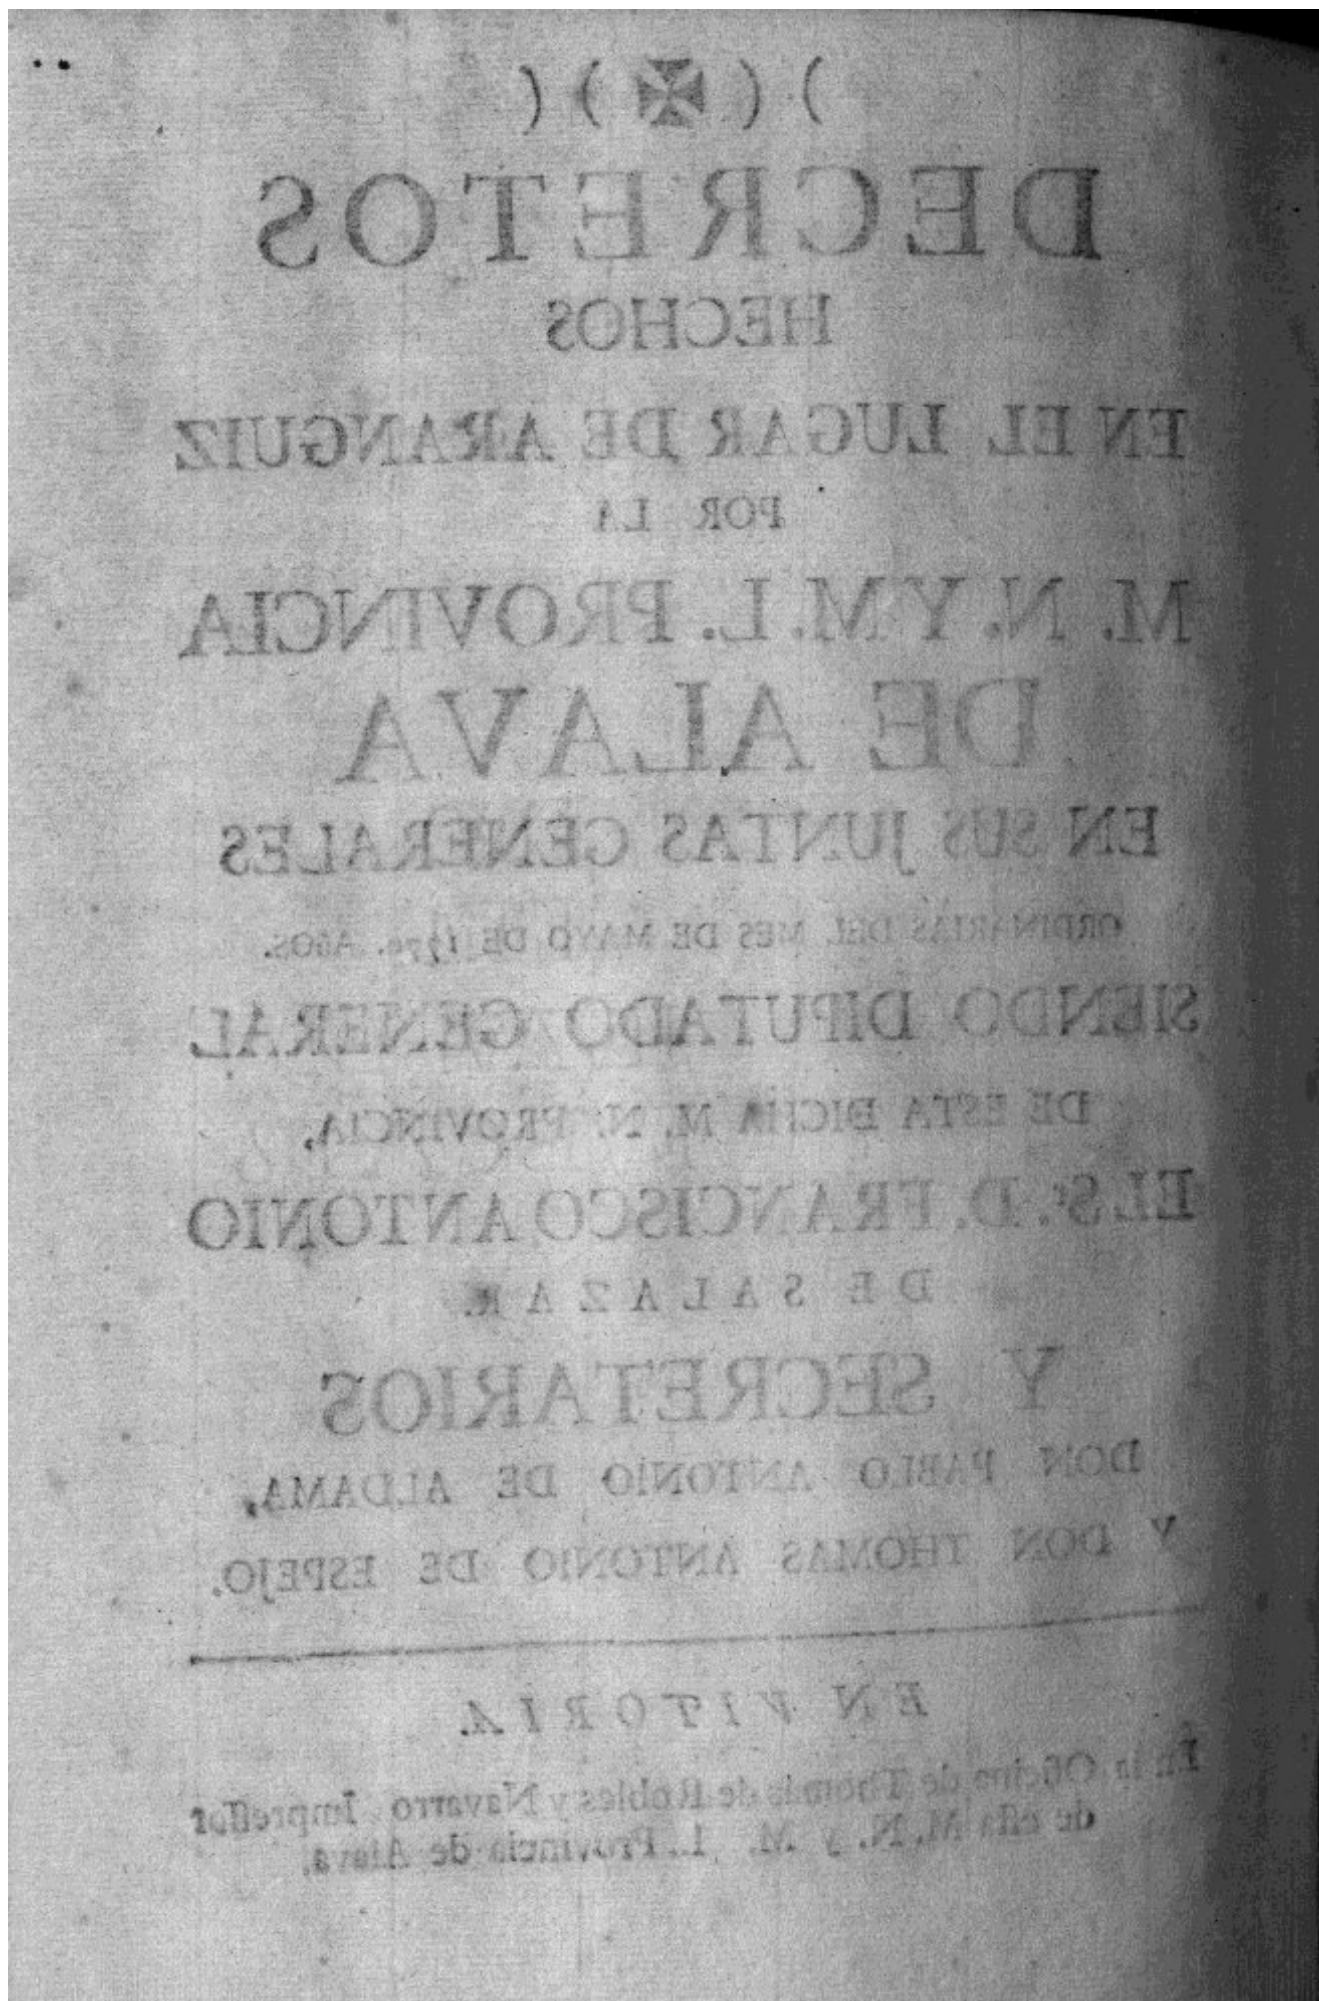 DECRETOS
HECHOS
EN EL LUGAR DE ARANGUIZ
POR LA
M. N. Y M. L. PROVINCIA
DE ALAVA
EN SUS JUNTAS GENERALES
ORDINARIAS DEL MES DE MAYO DE 1770. Años.
SIENDO DIPUTADO GENERAL
DE ESTA DICHA M. N. PROVINCIA,
EL Sr. D. FRANCISCO ANTONIO
DE SALAZAR.
Y SECRETARIOS
DON PABLO ANTONIO DE ALDAMA,
Y DON THOMAS ANTONIO DE ESPEJO.
EN VITORIA.
En la Oficina de Thomás de Robles y Navarro Impressor
de esta M. N. y M. L. Provincia de Alava.